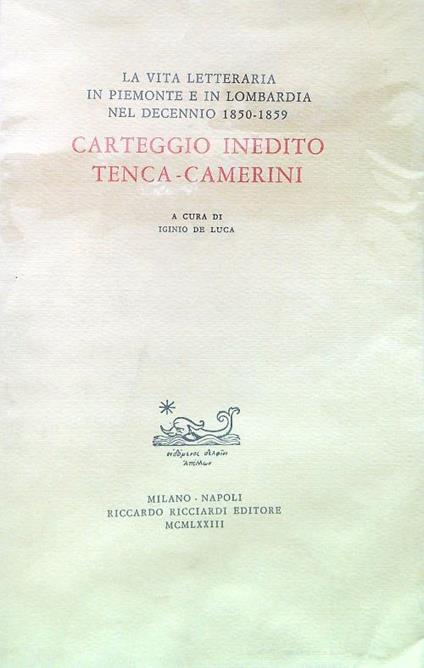 LA VITA LETTERARIA
IN PIEMONTE E IN LOMBARDIA
NEL DECENNIO 1850-1859
CARTEGGIO INEDITO
TENCA-CAMERINI
A CURA DI
IGINIO DE LUCA
MILANO - NAPOLI
RICCARDO RICCIARDI EDITORE
MCMLXXIII